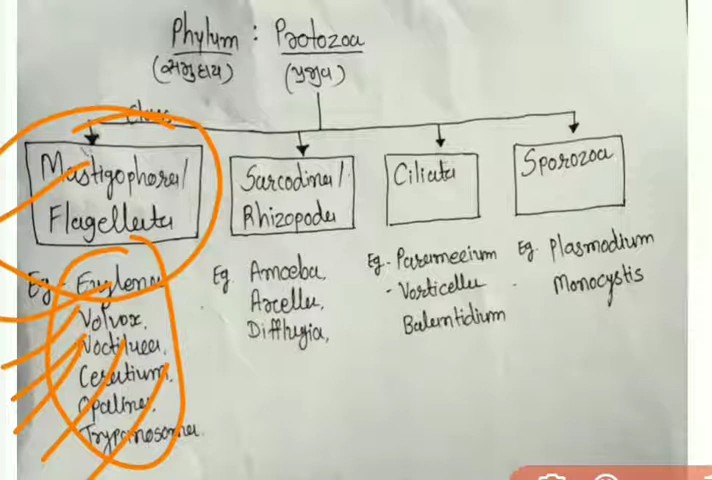 Phylum : Protozoa
(સમુદાય) (પ્રજીવ)
Class
Mastigophora/
Flagellata
Eg - Euglena
Volvox,
Noctiluca,
Ceratium,
Opalina,
Trypanosoma.
Sarcodina/
Rhizopoda
Eg. Amoeba
Arcella,
Difflugia,
Ciliata
Eg. Paramecium
- Vorticella
Balantidium
Sporozoa
Eg. Plasmodium
Monocystis